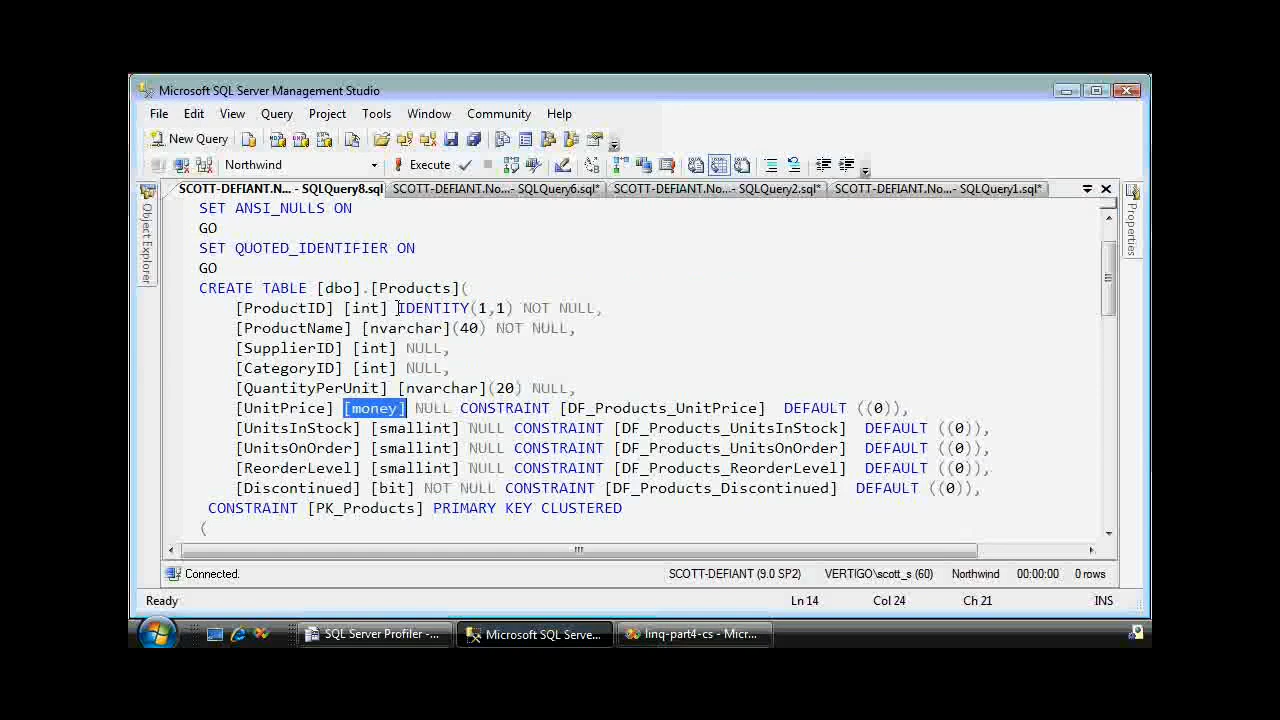 Microsoft SQL Server Management Studio
File Edit View Query Project Tools Window Community Help
New Query
Northwind Execute
SCOTT-DEFIANT.N... - SQLQuery8.sql SCOTT-DEFIANT.No...- SQLQuery6.sql* SCOTT-DEFIANT.No...- SQLQuery2.sql* SCOTT-DEFIANT.No...- SQLQuery1.sql*
Object Explorer
Properties
SET ANSI_NULLS ON
GO
SET QUOTED_IDENTIFIER ON
GO
CREATE TABLE [dbo].[Products](
[ProductID] [int] IDENTITY(1,1) NOT NULL,
[ProductName] [nvarchar](40) NOT NULL,
[SupplierID] [int] NULL,
[CategoryID] [int] NULL,
[QuantityPerUnit] [nvarchar](20) NULL,
[UnitPrice] [money] NULL CONSTRAINT [DF_Products_UnitPrice]  DEFAULT ((0)),
[UnitsInStock] [smallint] NULL CONSTRAINT [DF_Products_UnitsInStock]  DEFAULT ((0)),
[UnitsOnOrder] [smallint] NULL CONSTRAINT [DF_Products_UnitsOnOrder]  DEFAULT ((0)),
[ReorderLevel] [smallint] NULL CONSTRAINT [DF_Products_ReorderLevel]  DEFAULT ((0)),
[Discontinued] [bit] NOT NULL CONSTRAINT [DF_Products_Discontinued]  DEFAULT ((0)),
CONSTRAINT [PK_Products] PRIMARY KEY CLUSTERED
(
Connected. SCOTT-DEFIANT (9.0 SP2) VERTIGO\scott_s (60) Northwind 00:00:00 0 rows
Ready Ln 14 Col 24 Ch 21 INS
SQL Server Profiler -... Microsoft SQL Serve... linq-part4-cs - Micr...